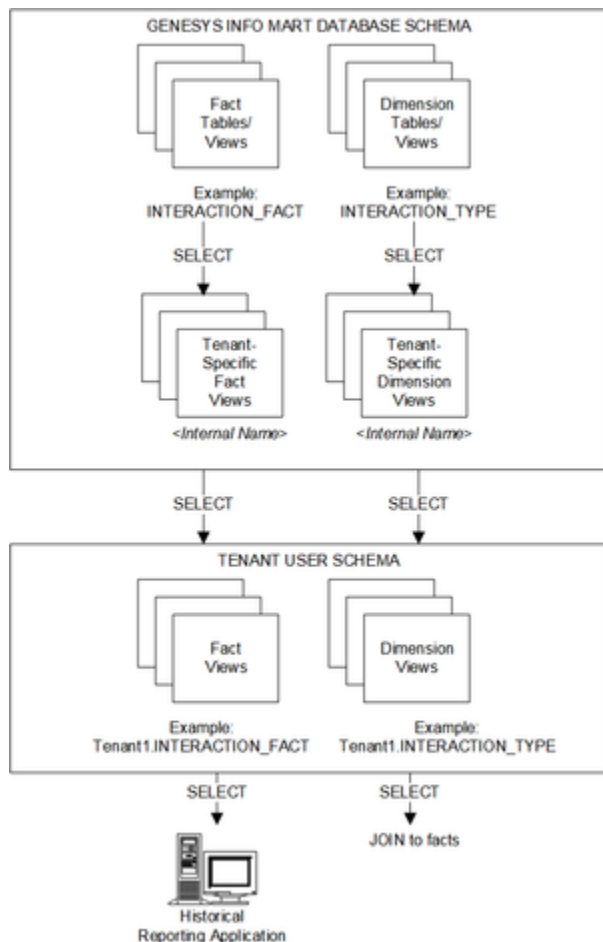 GENESYS INFO MART DATABASE SCHEMA
Fact
Tables/
Views
Dimension
Tables/
Views
Example:
INTERACTION_FACT
Example:
INTERACTION_TYPE
SELECT
SELECT
Tenant-
Specific
Fact
Views
Tenant-
Specific
Dimension
Views
<Internal Name>
<Internal Name>
SELECT
SELECT
TENANT USER SCHEMA
Fact
Views
Dimension
Views
Example:
Tenant1.INTERACTION_FACT
Example:
Tenant1.INTERACTION_TYPE
SELECT
SELECT
JOIN to facts
Historical
Reporting Application